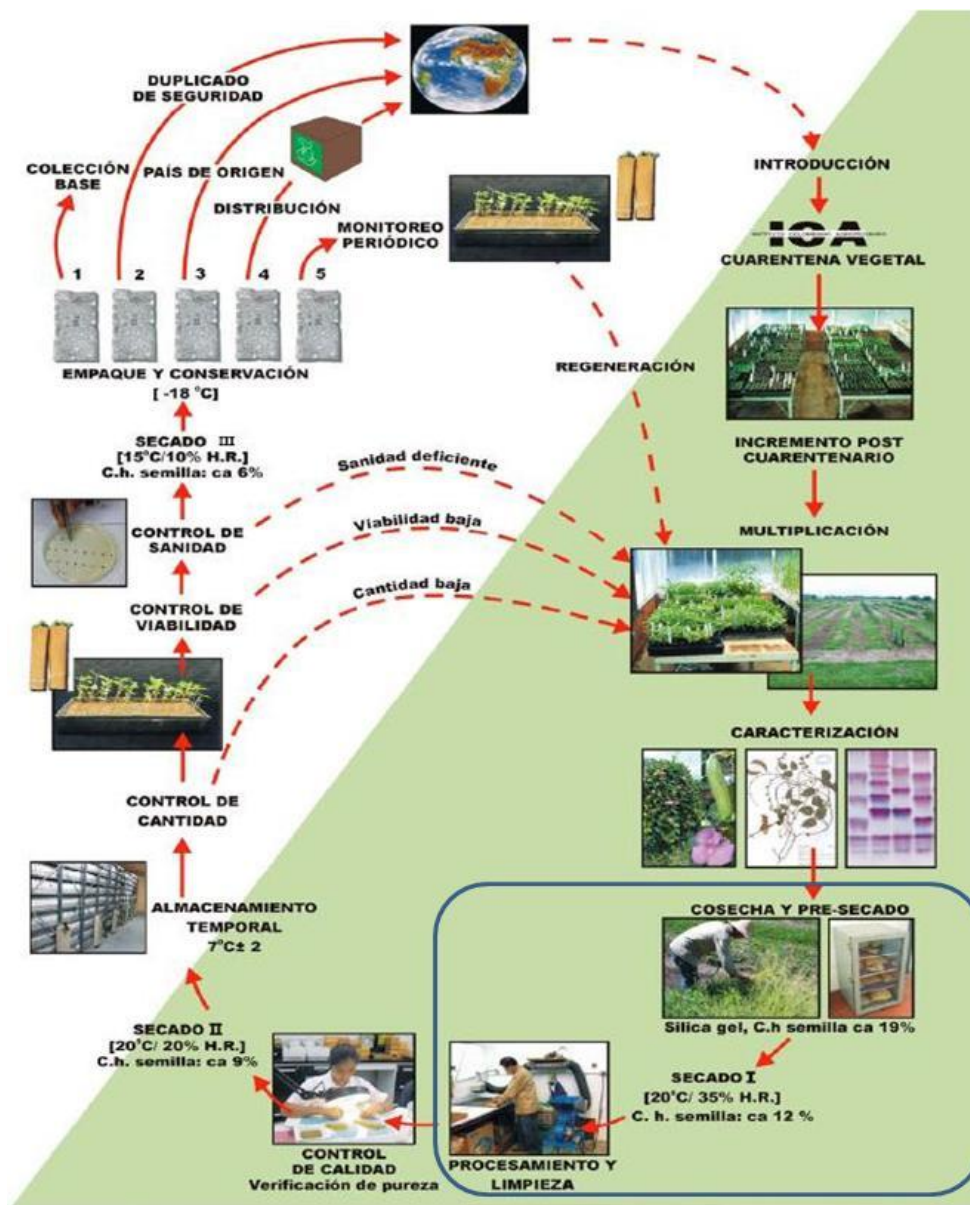 DUPLICADO
DE SEGURIDAD
COLECCIÓN
BASE
PAÍS DE ORIGEN
DISTRIBUCIÓN
MONITOREO
PERIÓDICO
1
2
3
4
5
EMPAQUE Y CONSERVACIÓN
[ -18 °C]
SECADO III
[15°C/10% H.R.]
C.h. semilla: ca 6%
CONTROL DE
SANIDAD
CONTROL DE
VIABILIDAD
CONTROL DE
CANTIDAD
ALMACENAMIENTO
TEMPORAL
7°C± 2
SECADO II
[20°C/ 20% H.R.]
C.h. semilla: ca 9%
CONTROL
DE CALIDAD
Verificación de pureza
Sanidad deficiente
Viabilidad baja
Cantidad baja
REGENERACIÓN
INTRODUCCIÓN
ICA
CUARENTENA VEGETAL
INCREMENTO POST
CUARENTENARIO
MULTIPLICACIÓN
CARACTERIZACIÓN
COSECHA Y PRE-SECADO
Silica gel, C.h semilla ca 19%
SECADO I
[20°C/ 35% H.R.]
C. h. semilla: ca 12 %
PROCESAMIENTO Y
LIMPIEZA